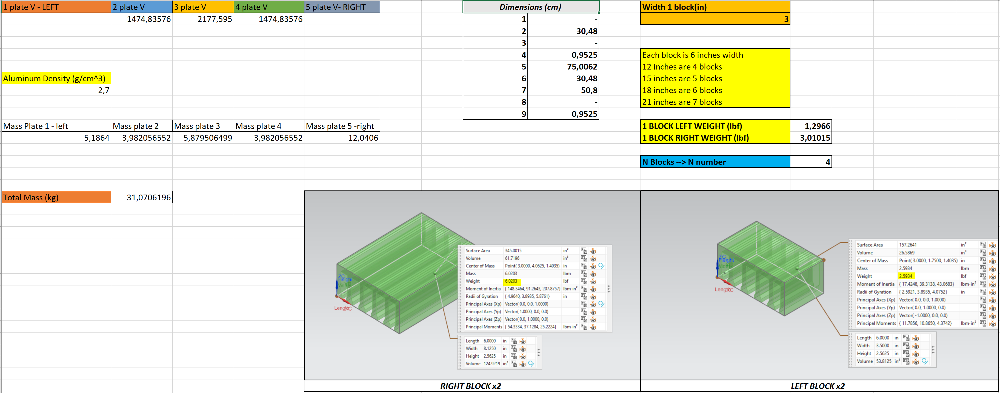 1 plate V - LEFT	2 plate V	3 plate V	4 plate V	5 plate V- RIGHT
1474,83576	2177,595	1474,83576
Aluminum Density (g/cm^3)
2,7
Mass Plate 1 - left	Mass plate 2	Mass plate 3	Mass plate 4	Mass plate 5 -right
5,1864	3,982056552	5,879506499	3,982056552	12,0406
Total Mass (kg)	31,0706196
Dimensions (cm)
1	-
2	30,48
3	-
4	0,9525
5	75,0062
6	30,48
7	50,8
8	-
9	0,9525
Width 1 block(in)
3
Each block is 6 inches width
12 inches are 4 blocks
15 inches are 5 blocks
18 inches are 6 blocks
21 inches are 7 blocks
1 BLOCK LEFT WEIGHT (lbf)	1,2966
1 BLOCK RIGHT WEIGHT (lbf)	3,01015
N Blocks --> N number	4
ZC
Height
Width
LengXC
Surface Area	345.0015	in²
Volume	61.7196	in³
Center of Mass	Point( 3.0000, 4.0625, 1.4035)	in
Mass	6.0203	lbm
Weight	6.0203	lbf
Moment of Inertia	{ 148.3464, 91.2643, 207.8757}	lbm·in²
Radii of Gyration	{ 4.9640, 3.8935, 5.8761}	in
Principal Axes (Xp)	Vector( 0.0, 0.0, 1.0000)
Principal Axes (Yp)	Vector( 1.0000, 0.0, 0.0)
Principal Axes (Zp)	Vector( 0.0, 1.0000, 0.0)
Principal Moments	{ 54.3334, 37.1284, 25.2224}	lbm·in²
Length	6.0000	in
Width	8.1250	in
Height	2.5625	in
Volume	124.9219	in³
RIGHT BLOCK x2
ZC
Height
Width
LengXC
Surface Area	157.2641	in²
Volume	26.5869	in³
Center of Mass	Point( 3.0000, 1.7500, 1.4035)	in
Mass	2.5934	lbm
Weight	2.5934	lbf
Moment of Inertia	{ 17.4248, 39.3138, 43.0683}	lbm·in²
Radii of Gyration	{ 2.5921, 3.8935, 4.0752}	in
Principal Axes (Xp)	Vector( 0.0, 0.0, 1.0000)
Principal Axes (Yp)	Vector( 0.0, 1.0000, 0.0)
Principal Axes (Zp)	Vector( -1.0000, 0.0, 0.0)
Principal Moments	{ 11.7856, 10.8650, 4.3742}	lbm·in²
Length	6.0000	in
Width	3.5000	in
Height	2.5625	in
Volume	53.8125	in³
LEFT BLOCK x2